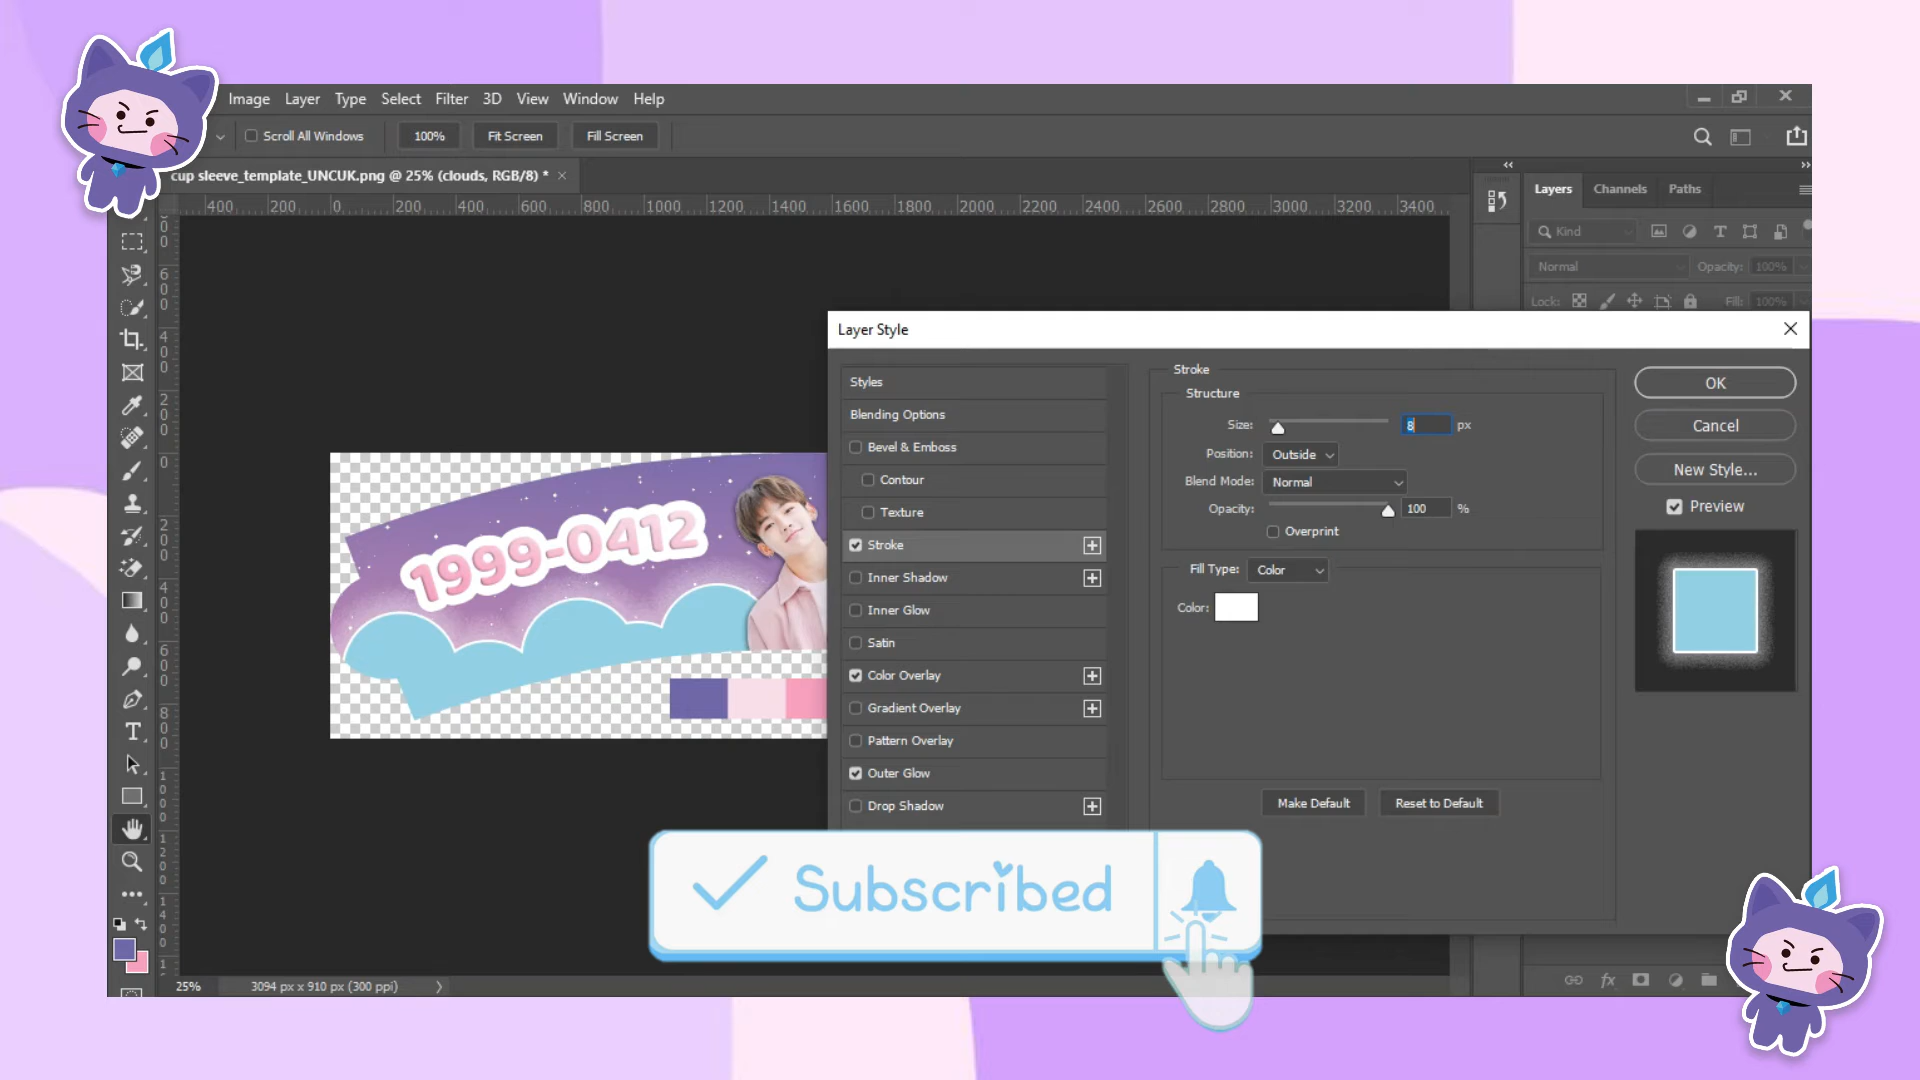 Image Layer Type Select Filter 3D View Window Help
Scroll All Windows 100% Fit Screen Fill Screen
cup sleeve_template_UNCUK.png @ 25% (clouds, RGB/8) * ×
400 200 0 200 400 600 800 1000 1200 1400 1600 1800 2000 2200 2400 2600 2800 3000 3200 3400
Layers Channels Paths
Kind
Normal Opacity: 100%
Lock: Fill: 100%
Layer Style
Styles
Blending Options
Bevel & Emboss
Contour
Texture
Stroke
Inner Shadow
Inner Glow
Satin
Color Overlay
Gradient Overlay
Pattern Overlay
Outer Glow
Drop Shadow
Stroke
Structure
Size: 8 px
Position: Outside
Blend Mode: Normal
Opacity: 100 %
Overprint
Fill Type: Color
Color:
Make Default Reset to Default
OK
Cancel
New Style...
Preview
1999-0412
Subscribed
25% 3094 px x 910 px (300 ppi)